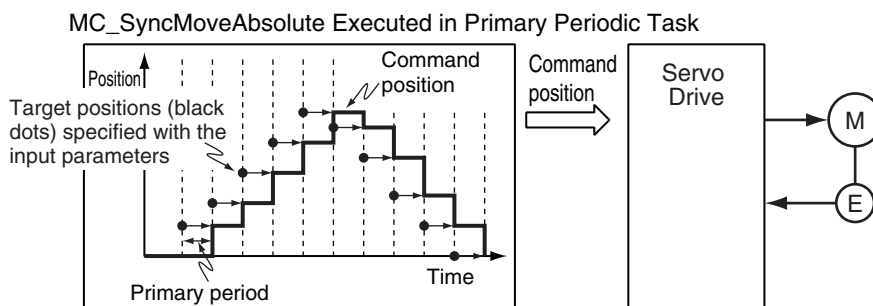 MC_SyncMoveAbsolute Executed in Primary Periodic Task
Position
Command
position
Target positions (black
dots) specified with the
input parameters
Time
Primary period
Command
position
Servo
Drive
M
E